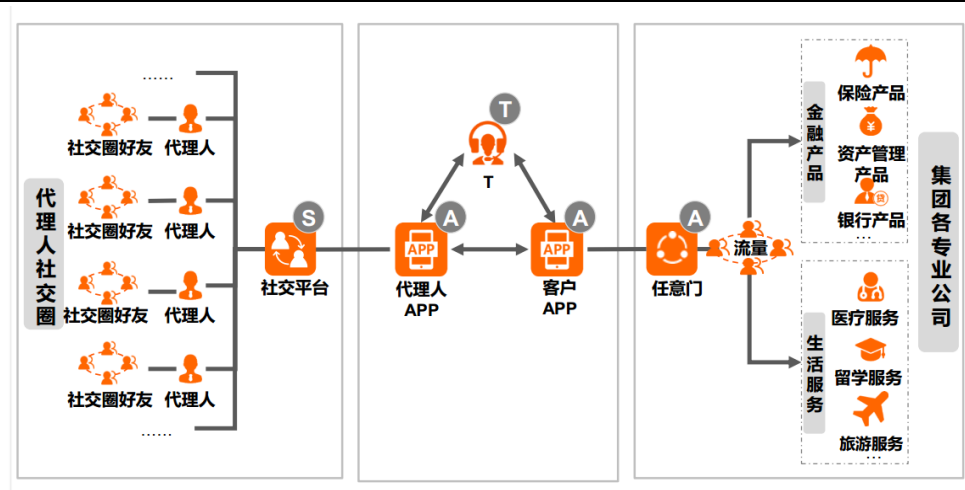 代理人社交圈
……
社交圈好友 代理人
社交圈好友 代理人
社交圈好友 代理人
社交圈好友 代理人
……
S
社交平台
T
T
A
APP
代理人
APP
A
APP
客户
APP
A
任意门
流量
金融产品
保险产品
¥
资产管理
产品
贷
银行产品
…
生活服务
医疗服务
留学服务
旅游服务
…
集团各专业公司